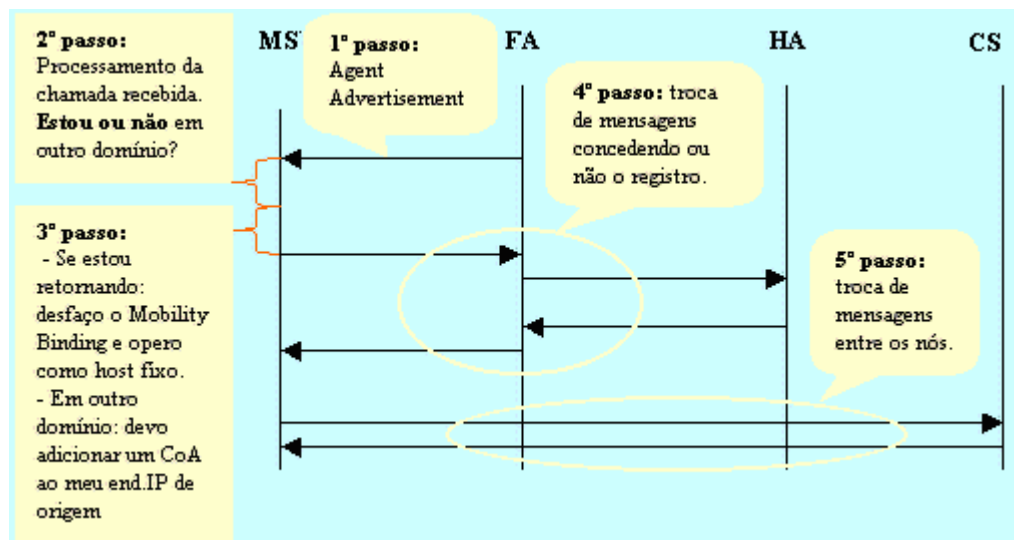 2º passo:
Processamento da
chamada recebida.
Estou ou não em
outro domínio?
MS
1º passo:
Agent
Advertisement
FA
HA
CS
4º passo: troca
de mensagens
concedendo ou
não o registro.
3º passo:
- Se estou
retornando:
desfaço o Mobility
Binding e opero
como host fixo.
- Em outro
domínio: devo
adicionar um CoA
ao meu end.IP de
origem
5º passo:
troca de
mensagens
entre os nós.